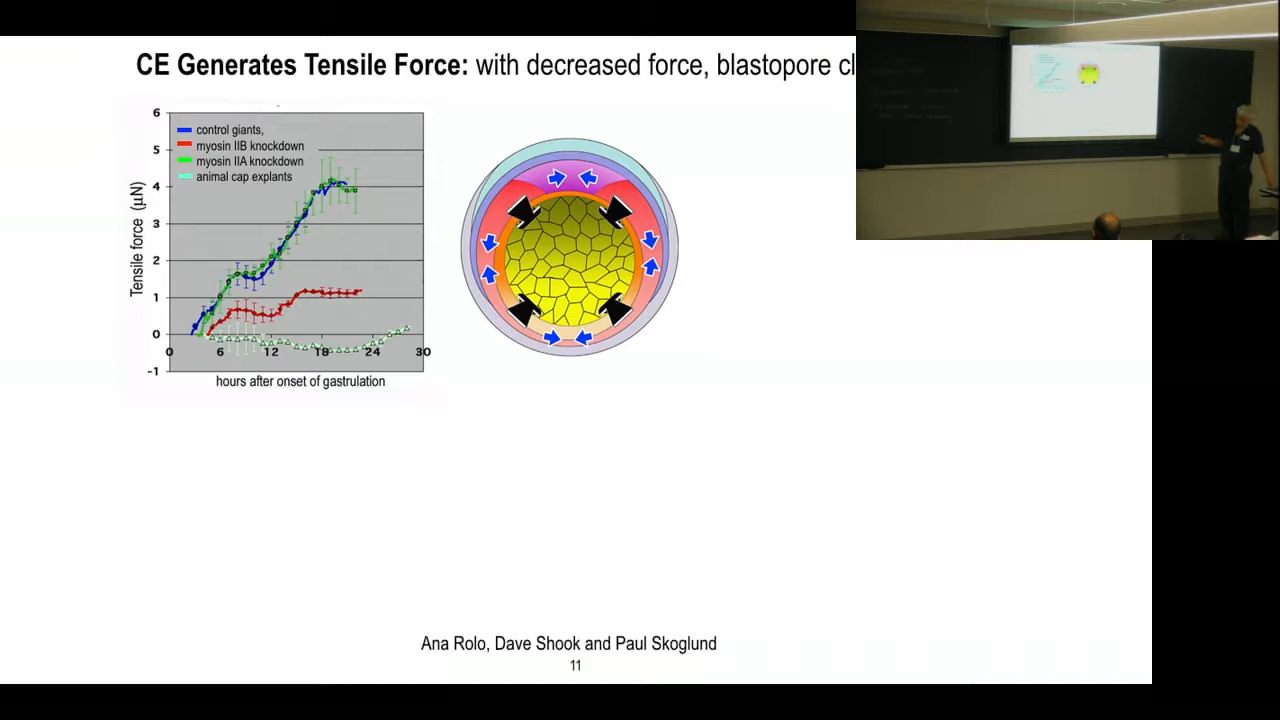 CE Generates Tensile Force: with decreased force, blastopore cl
6
5
4
3
2
1
0
-1
Tensile force (µN)
control giants,
myosin IIB knockdown
myosin IIA knockdown
animal cap explants
0 6 12 18 24 30
hours after onset of gastrulation
Ana Rolo, Dave Shook and Paul Skoglund
11